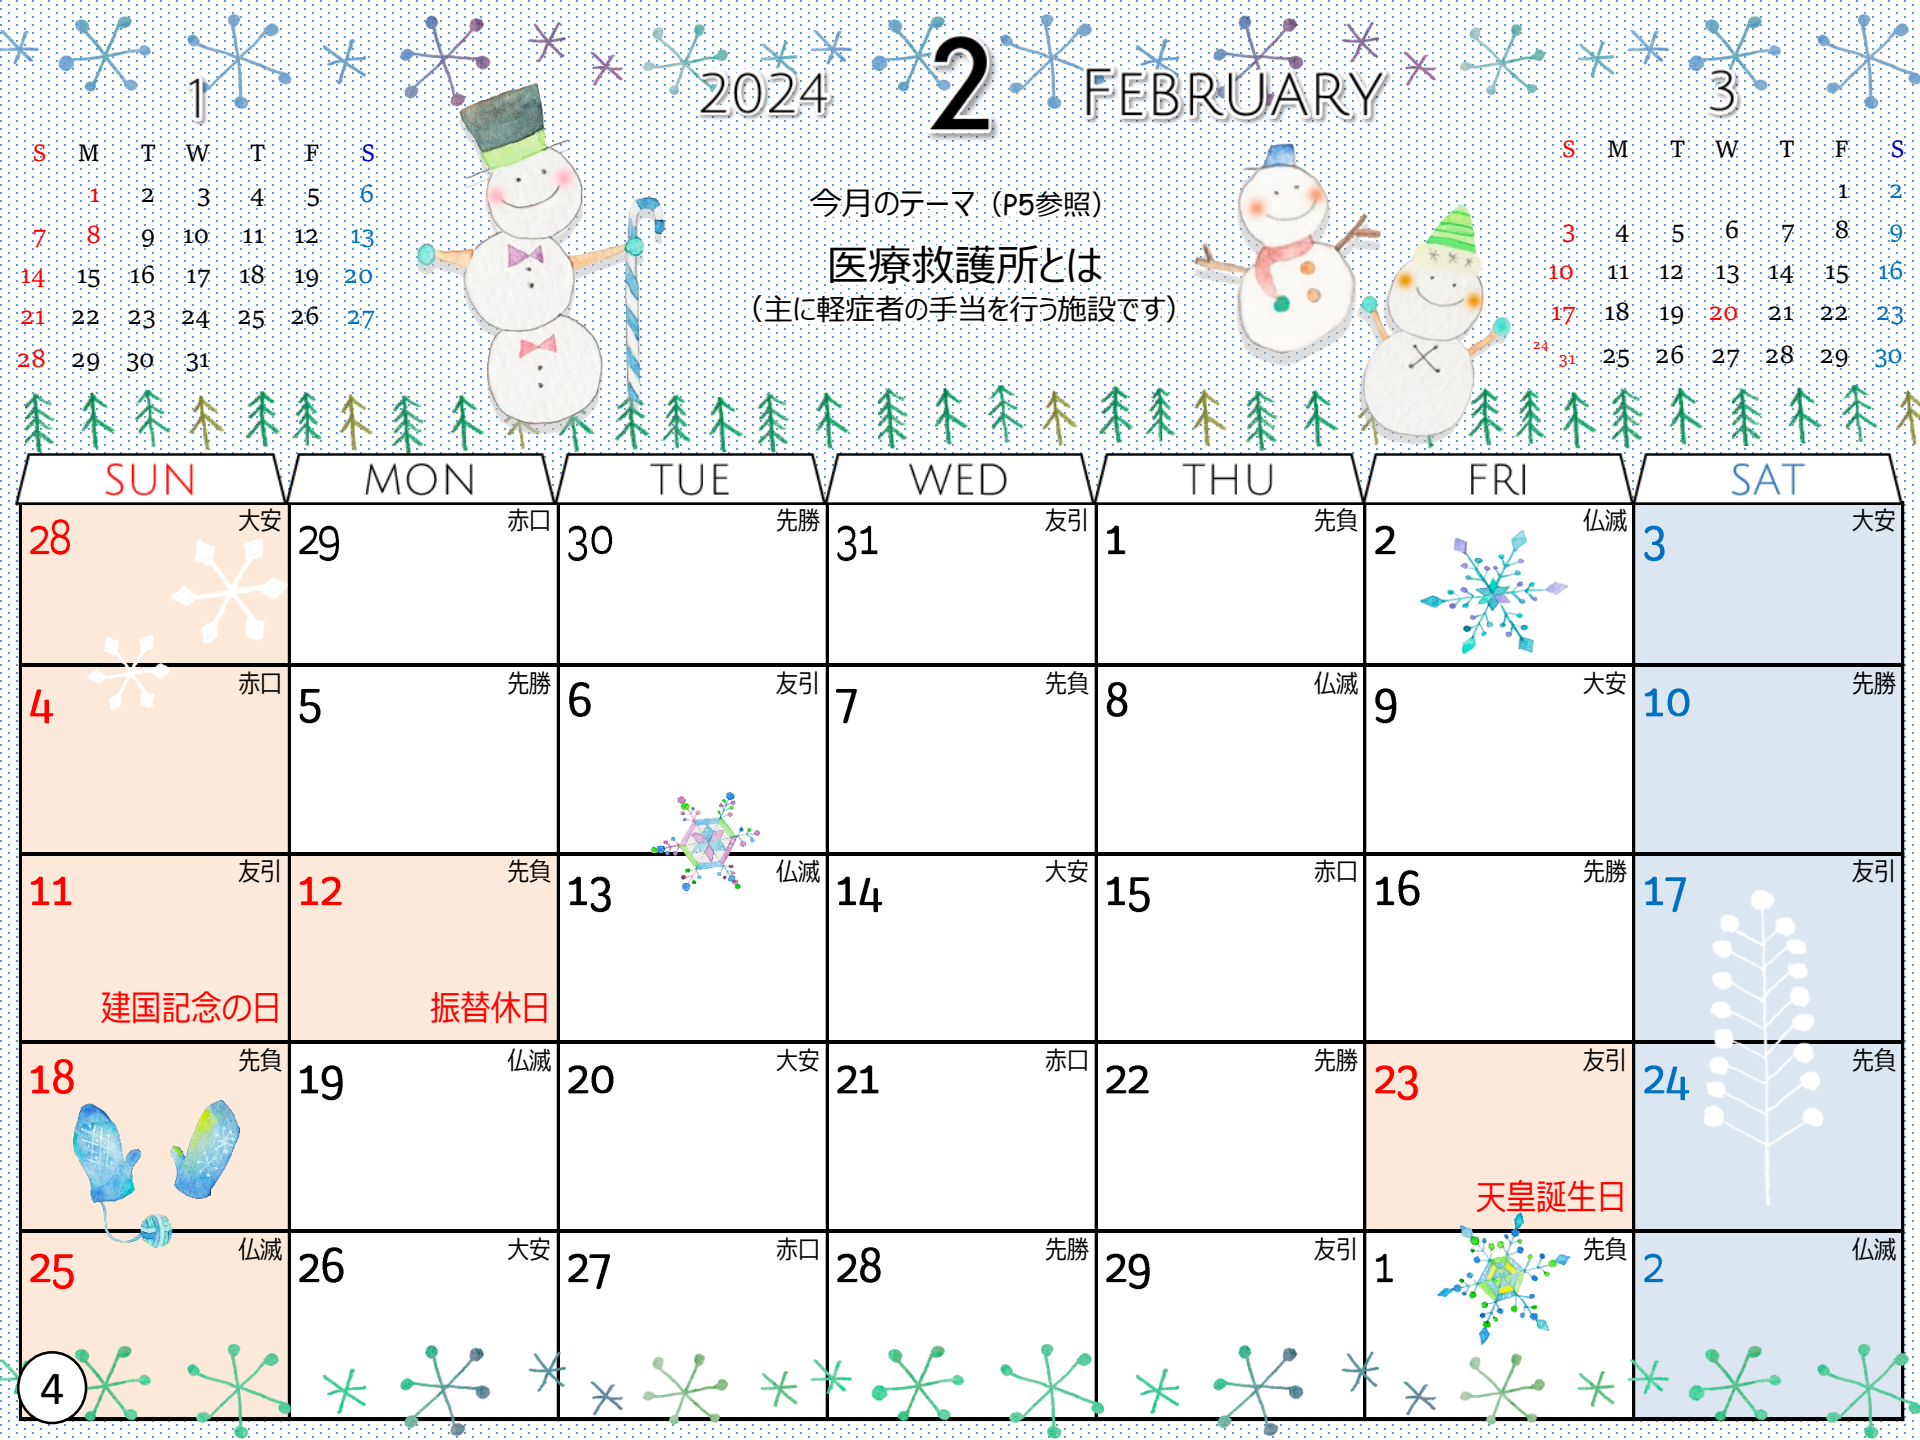 1
S M T W T F S
1 2 3 4 5 6
7 8 9 10 11 12 13
14 15 16 17 18 19 20
21 22 23 24 25 26 27
28 29 30 31
2024 2 FEBRUARY
今月のテーマ（P5参照）
医療救護所とは
（主に軽症者の手当を行う施設です）
3
S M T W T F S
1 2
3 4 5 6 7 8 9
10 11 12 13 14 15 16
17 18 19 20 21 22 23
24 31 25 26 27 28 29 30
SUN MON TUE WED THU FRI SAT
28 大安 29 赤口 30 先勝 31 友引 1 先負 2 仏滅 3 大安
4 赤口 5 先勝 6 友引 7 先負 8 仏滅 9 大安 10 先勝
11 友引 12 先負 13 仏滅 14 大安 15 赤口 16 先勝 17 友引
建国記念の日 振替休日
18 先負 19 仏滅 20 大安 21 赤口 22 先勝 23 友引 24 先負
天皇誕生日
25 仏滅 26 大安 27 赤口 28 先勝 29 友引 1 先負 2 仏滅
4